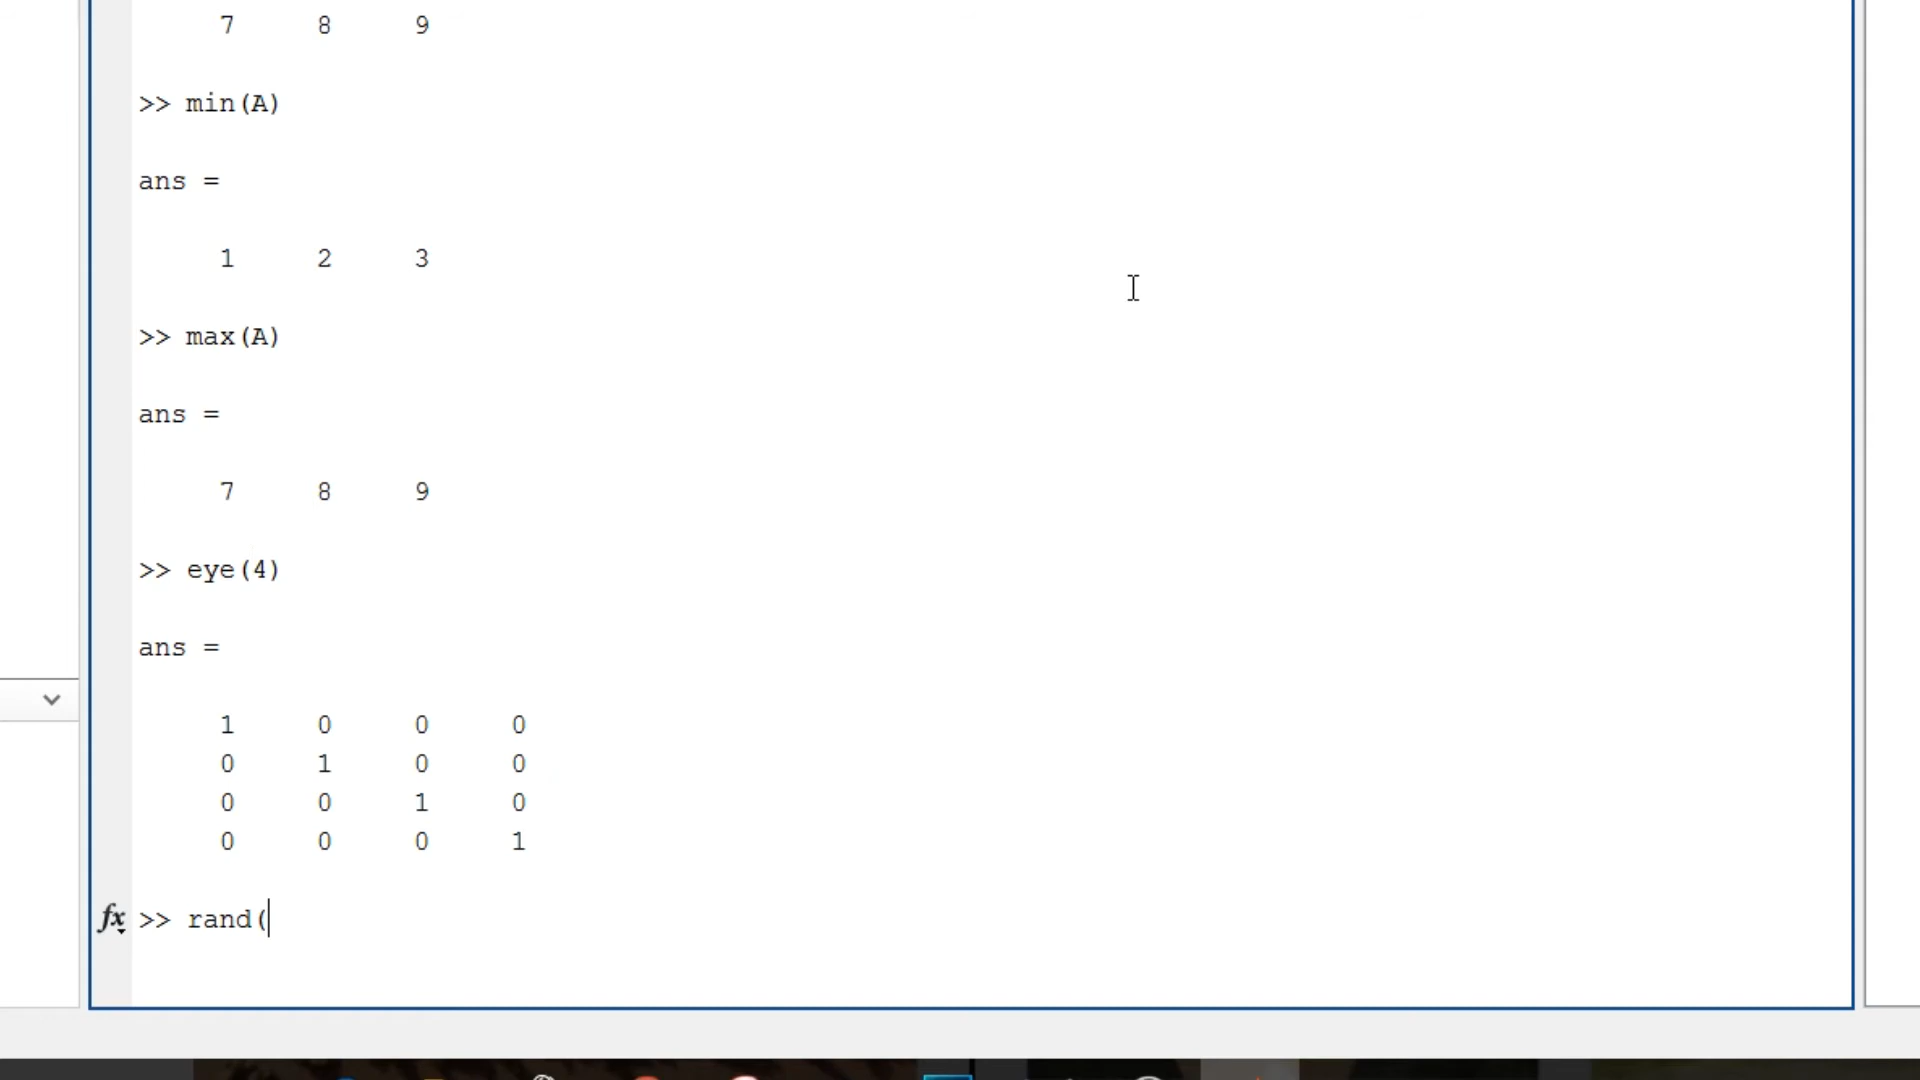 7 8 9
>> min(A)
ans =
1 2 3
>> max(A)
ans =
7 8 9
>> eye(4)
ans =
1 0 0 0
0 1 0 0
0 0 1 0
0 0 0 1
fx >> rand(